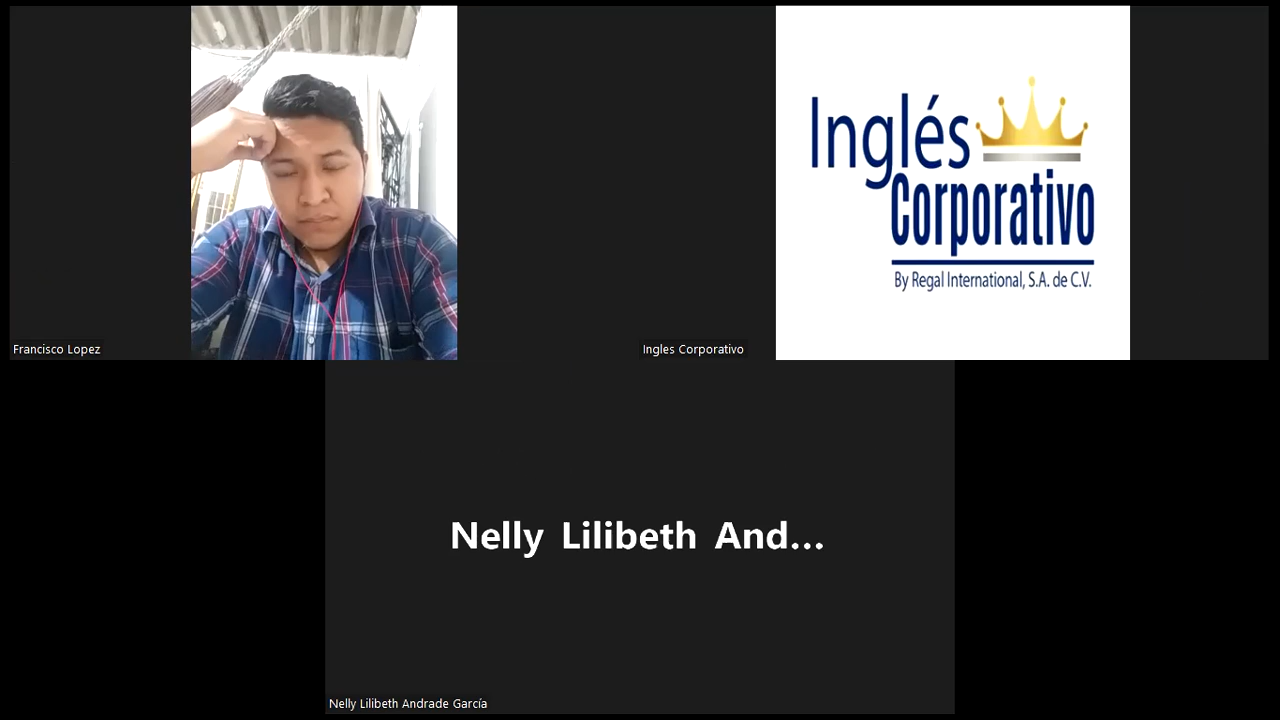 Inglés
Corporativo
By Regal International, S.A. de C.V.
Francisco Lopez
Ingles Corporativo
Nelly Lilibeth And...
Nelly Lilibeth Andrade García